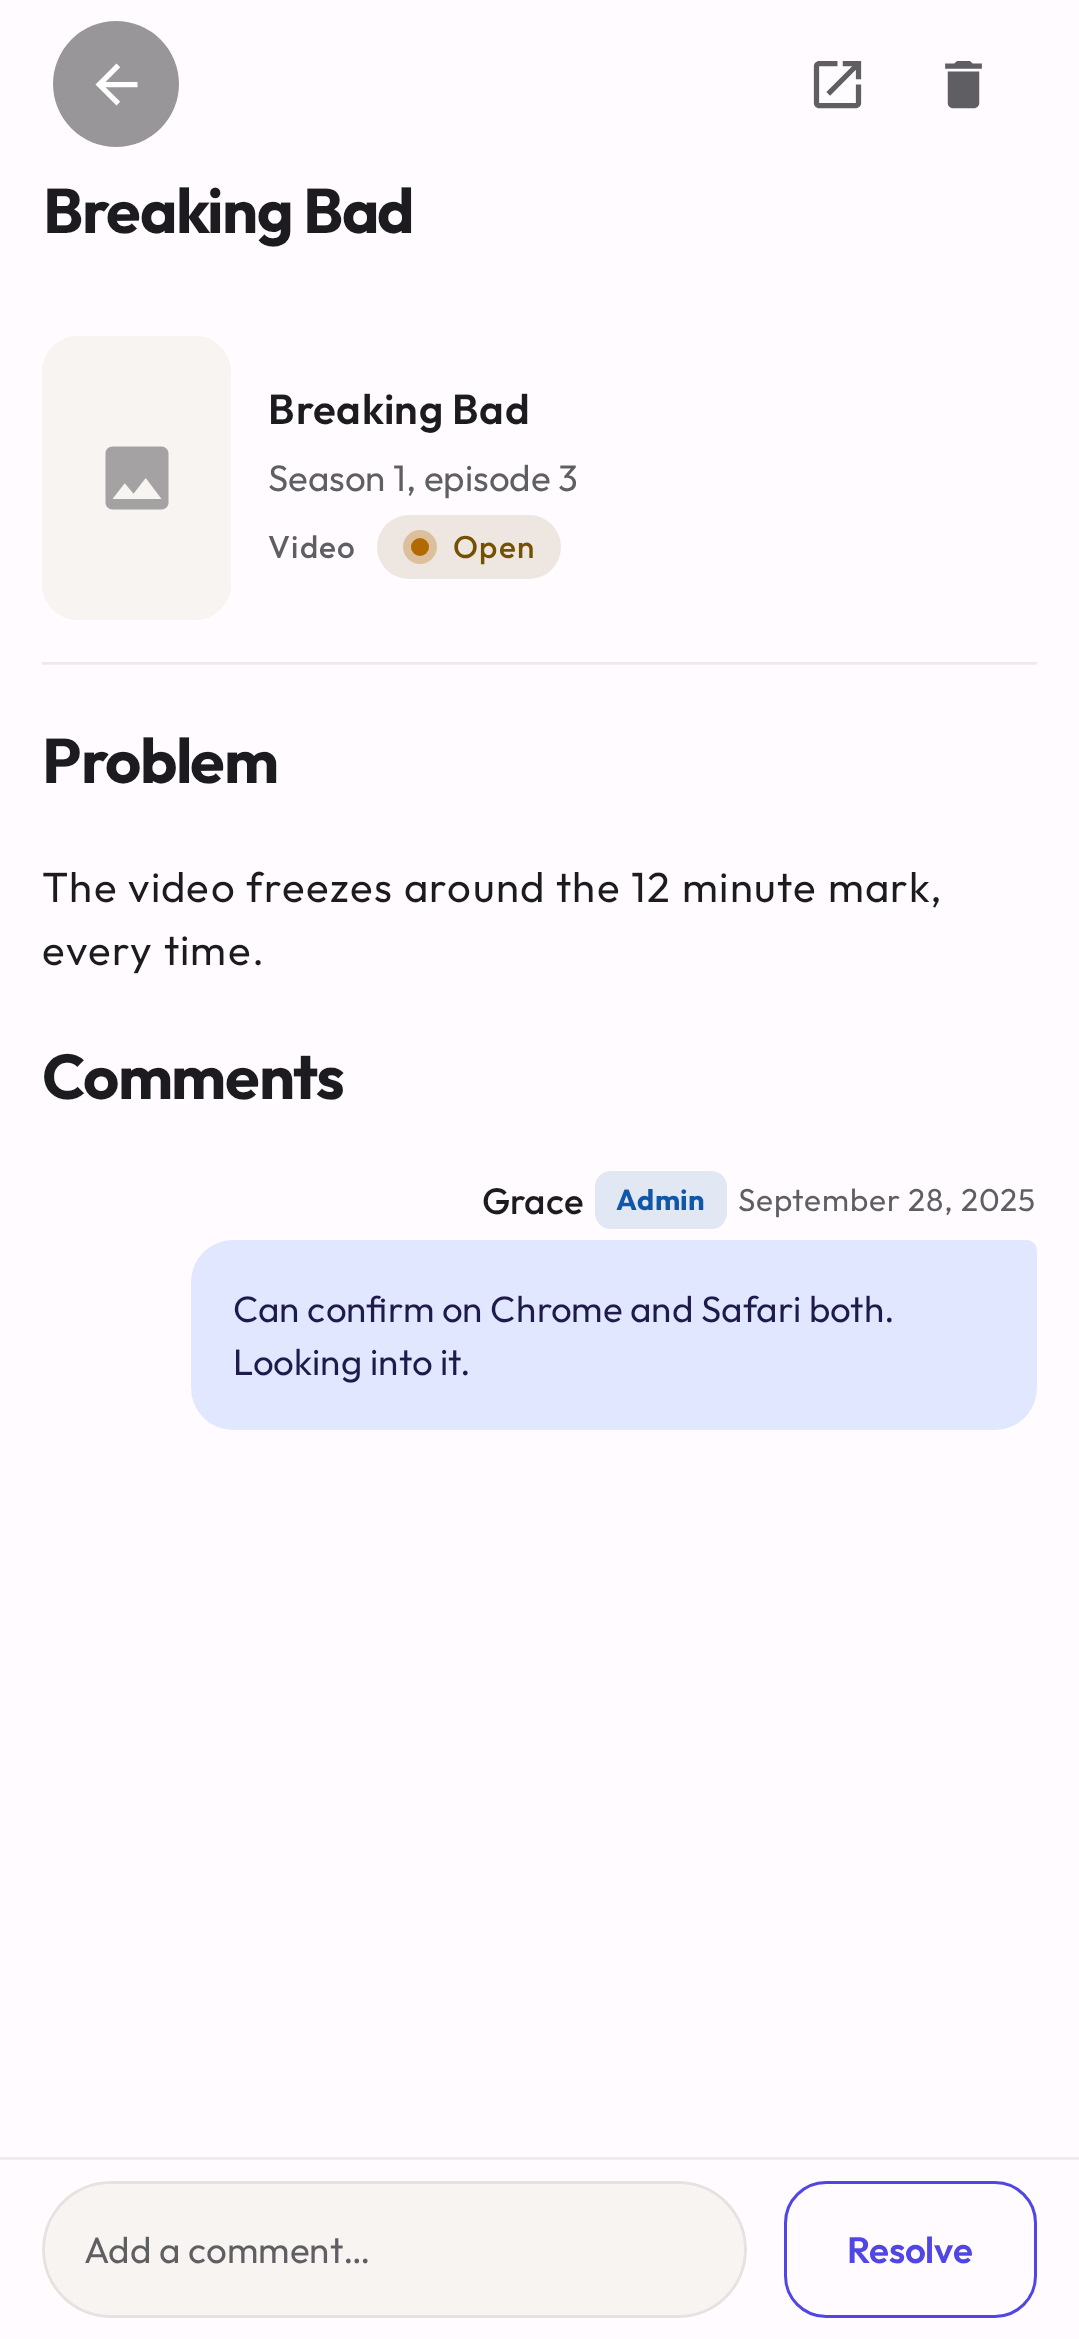 Breaking Bad
Breaking Bad
Season 1, episode 3
Video Open
Problem
The video freezes around the 12 minute mark,
every time.
Comments
Grace Admin September 28, 2025
Can confirm on Chrome and Safari both.
Looking into it.
Add a comment...
Resolve